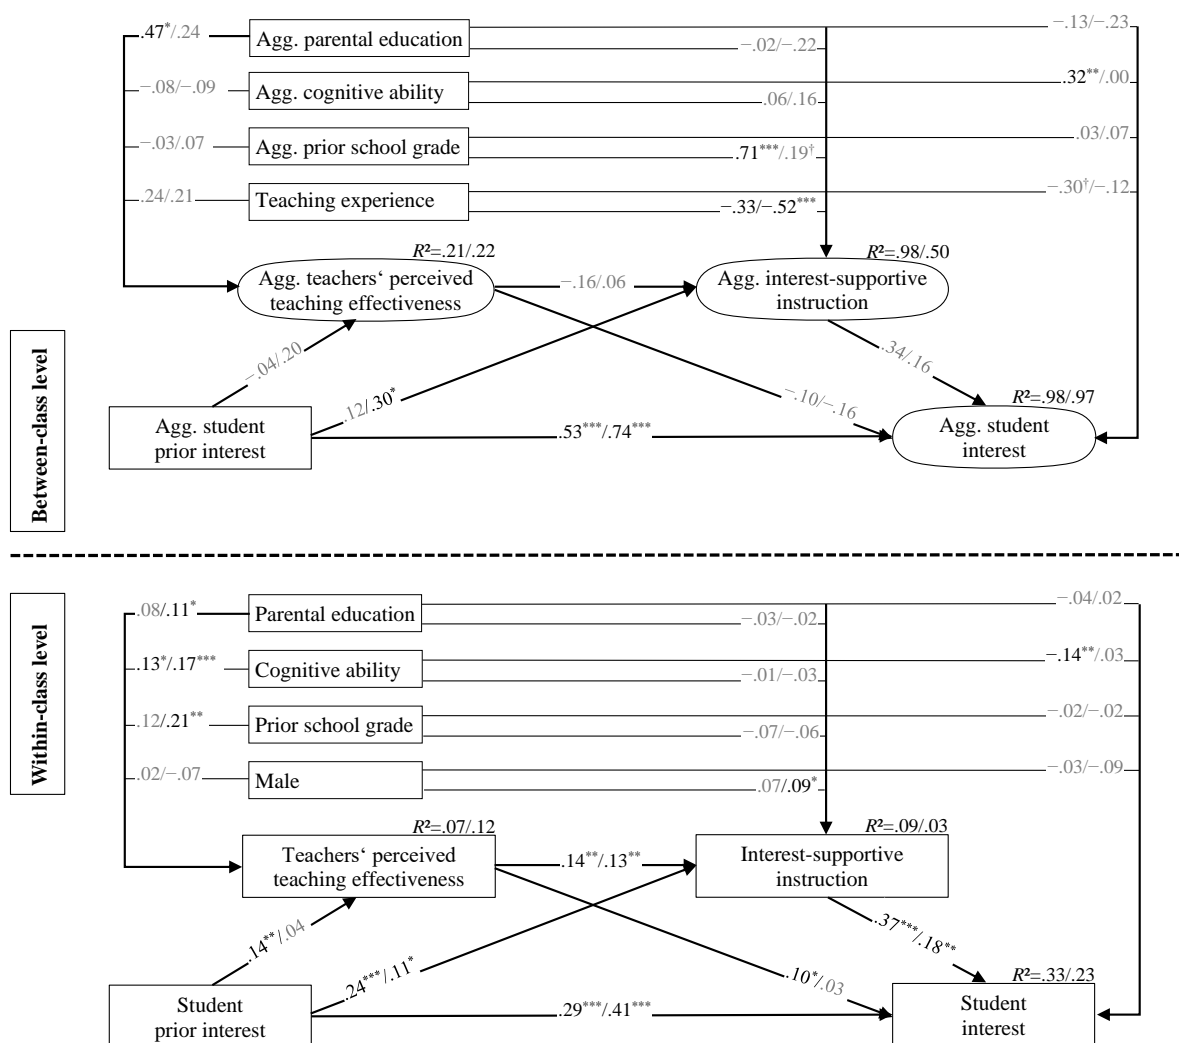 .47*/.24
Agg. parental education
−.02/−.22
−.13/−.23
−.08/−.09
Agg. cognitive ability
.06/.16
.32**/.00
−.03/.07
Agg. prior school grade
.71***/.19†
.03/.07
.24/.21
Teaching experience
−.33/−.52***
−.30†/−.12
R²=.21/.22
R²=.98/.50
Agg. teachers‘ perceived
teaching effectiveness
−.16/.06
Agg. interest-supportive
instruction
−.04/.20
.12/.30*
−.10/−.16
.34/.16
R²=.98/.97
Agg. student
prior interest
.53***/.74***
Agg. student
interest
Between-class level
Within-class level
.08/.11*
Parental education
−.03/−.02
−.04/.02
.13*/.17***
Cognitive ability
−.01/−.03
−.14**/.03
.12/.21**
Prior school grade
−.07/−.06
−.02/−.02
.02/−.07
Male
.07/.09*
−.03/−.09
R²=.07/.12
R²=.09/.03
Teachers‘ perceived
teaching effectiveness
.14**/.13**
Interest-supportive
instruction
.14**/.04
.24***/.11*
.10*/.03
.37***/.18**
R²=.33/.23
Student
prior interest
.29***/.41***
Student
interest